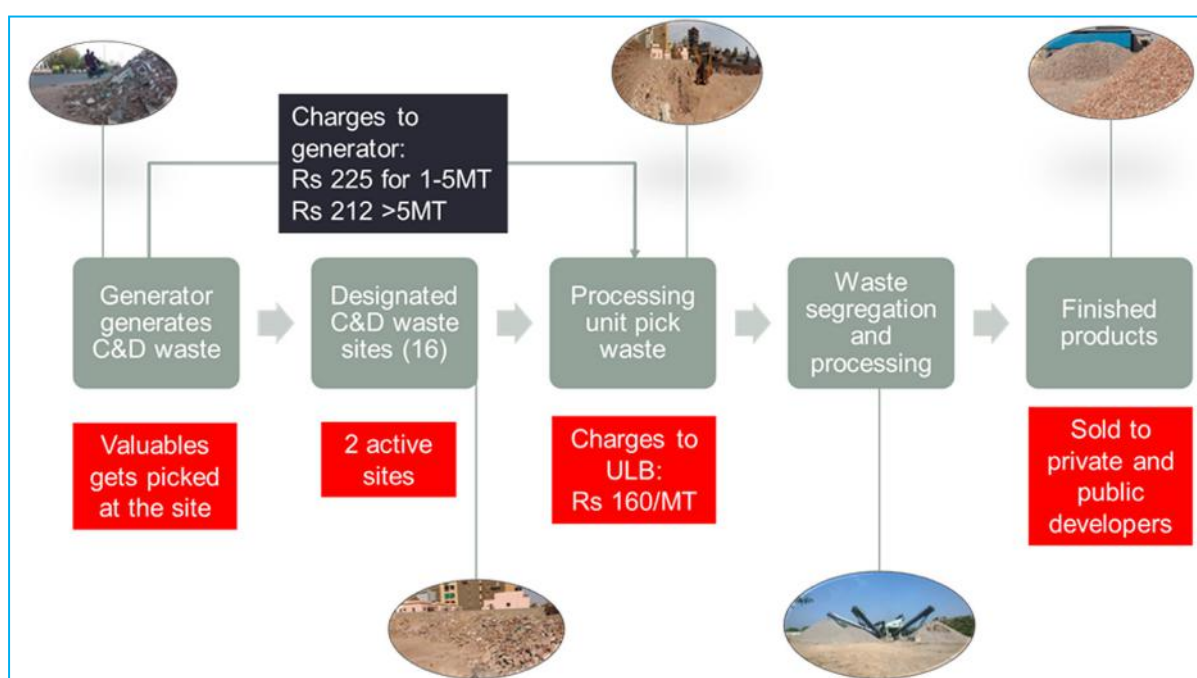 Charges to
generator:
Rs 225 for 1-5MT
Rs 212 >5MT
Generator
generates
C&D waste
Designated
C&D waste
sites (16)
Processing
unit pick
waste
Waste
segregation
and
processing
Finished
products
Valuables
gets picked
at the site
2 active
sites
Charges to
ULB:
Rs 160/MT
Sold to
private and
public
developers